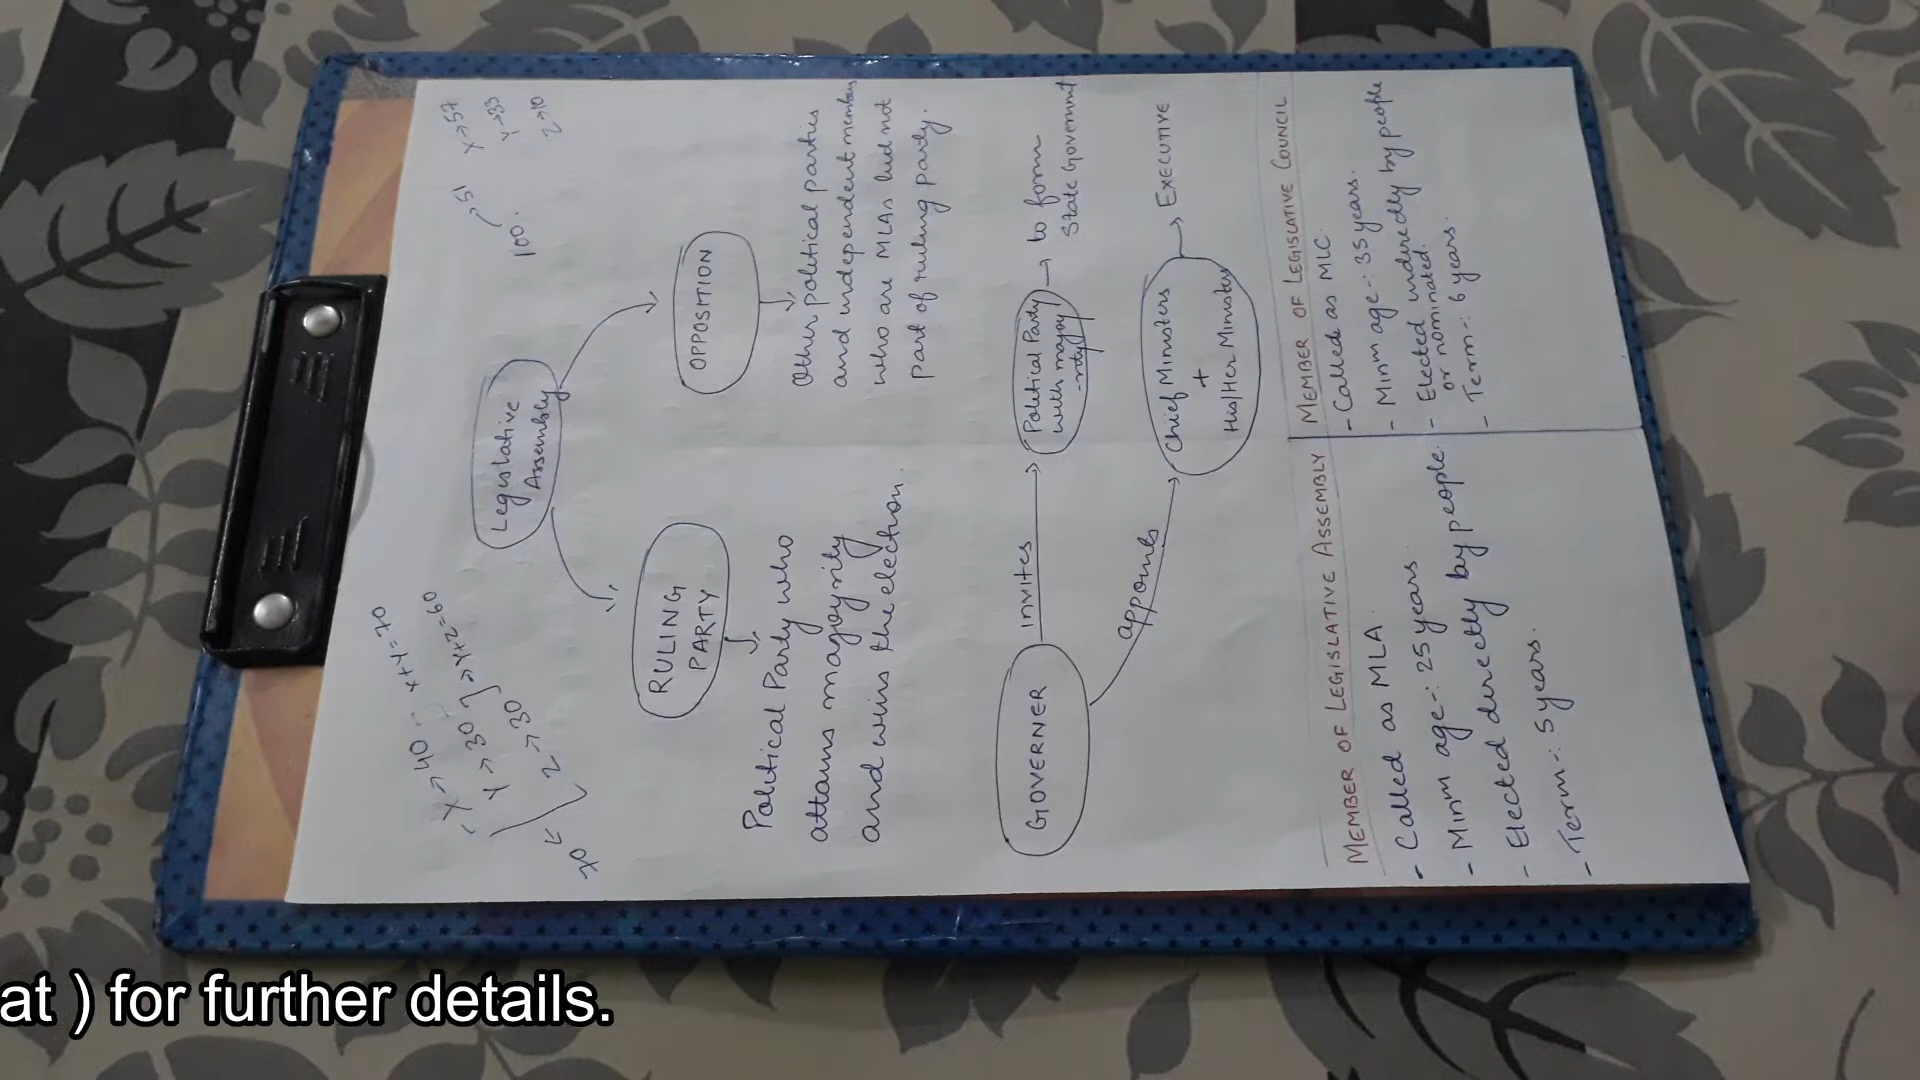 X→40 X+Y=70
Y→30 →Y+Z=60
Z→30
70
100 →51
X→57
Y→33
Z→10
Legislative
Assembly
RULING
PARTY
Political Party who
attains magority
and wins the election.
OPPOSITION
Other political parties
and independent members
who are MLAs but not
part of ruling party.
GOVERNER
invites
Political Party
with magor
-rity
→ to form
State Government
appoints
Chief Ministers
+
His/Her Ministers
→ EXECUTIVE
MEMBER OF LEGISLATIVE ASSEMBLY
- Called as MLA.
- Minm age-: 25 years.
- Elected directly by people.
- Term-: 5 years.
MEMBER OF LEGISLATIVE COUNCIL
- Called as MLC.
- Minm age-: 35 years.
- Elected indirectly by people
or nominated.
- Term-: 6 years.
at ) for further details.